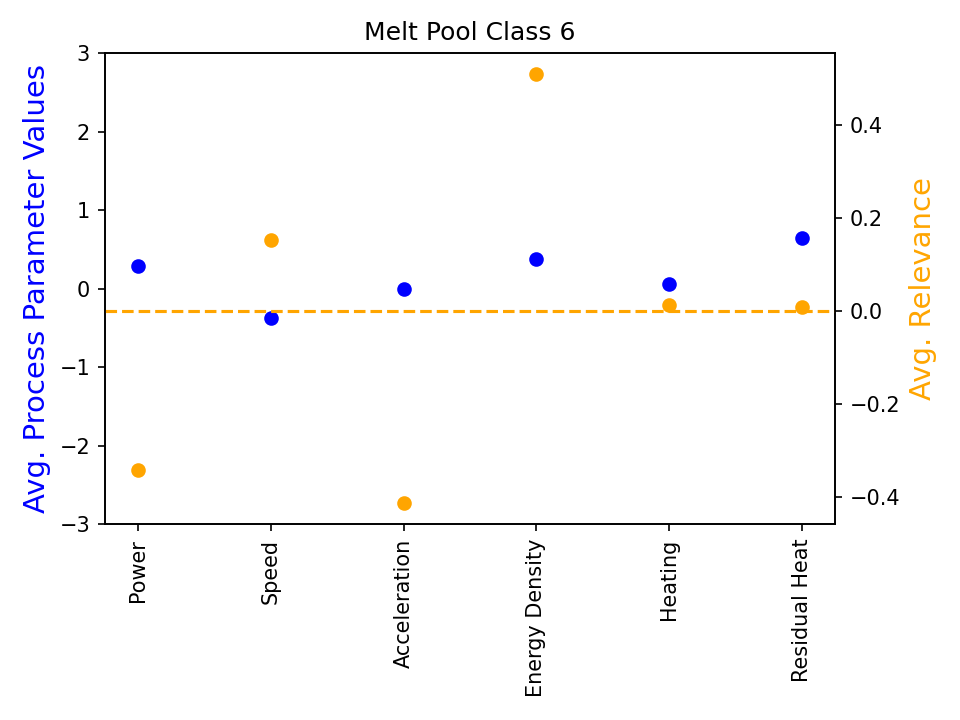 Melt Pool Class 6
Avg. Process Parameter Values
3
2
1
0
−1
−2
−3
0.4
0.2
0.0
−0.2
−0.4
Avg. Relevance
Power
Speed
Acceleration
Energy Density
Heating
Residual Heat